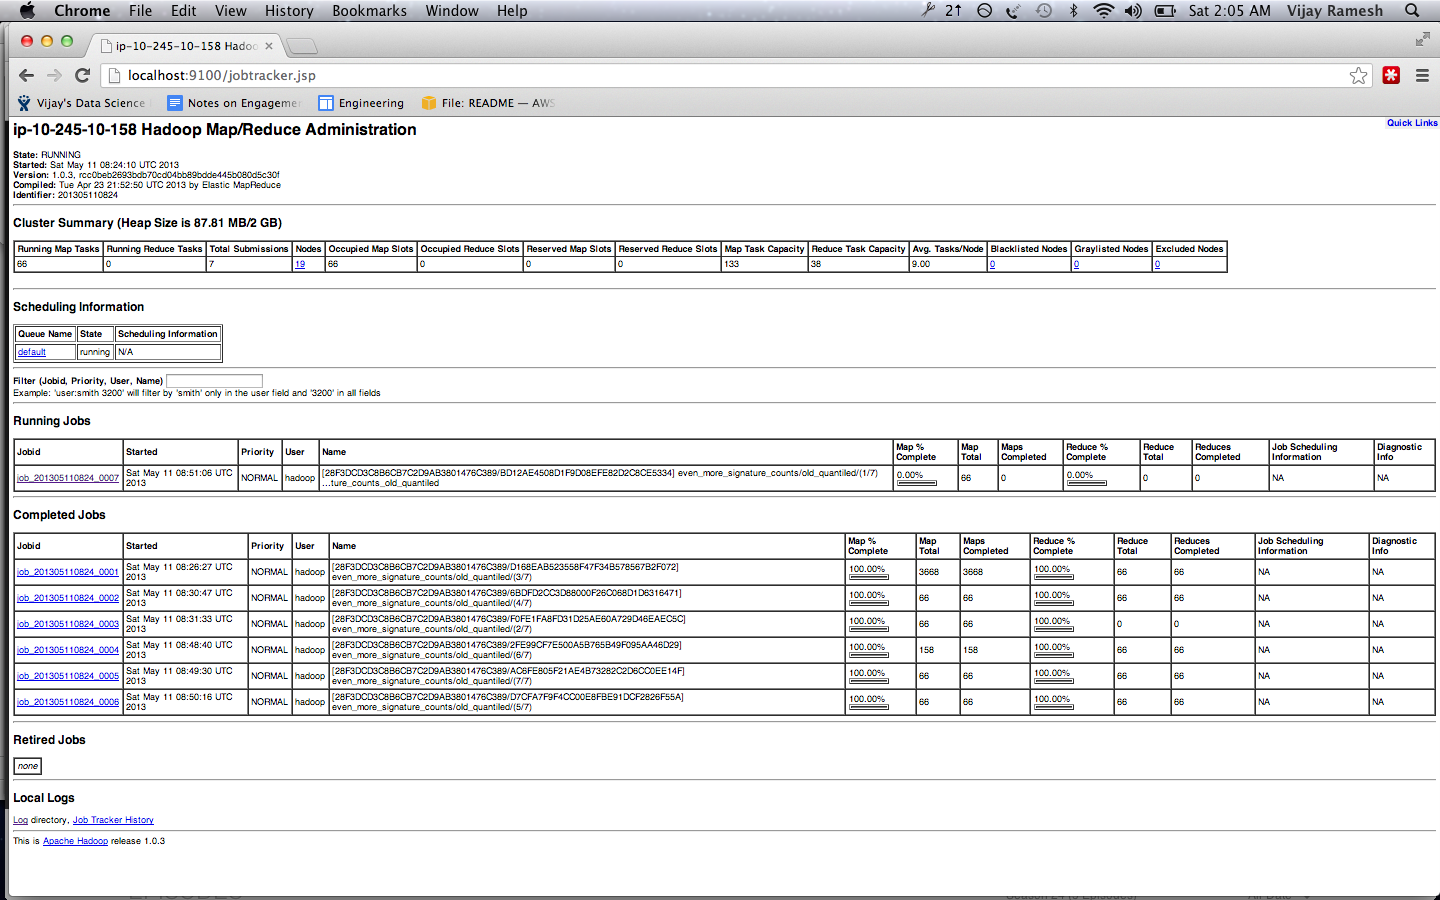 Chrome File Edit View History Bookmarks Window Help 2 Sat 2:05 AM Vijay Ramesh
ip-10-245-10-158 Hadoo
localhost:9100/jobtracker.jsp
Vijay's Data Science Notes on Engagemen Engineering File: README — AWS
ip-10-245-10-158 Hadoop Map/Reduce Administration
Quick Links
State: RUNNING
Started: Sat May 11 08:24:10 UTC 2013
Version: 1.0.3, rcc0beb2693bdb70cd04bb89bdde445b080d5c30f
Compiled: Tue Apr 23 21:52:50 UTC 2013 by Elastic MapReduce
Identifier: 201305110824
Cluster Summary (Heap Size is 87.81 MB/2 GB)
Running Map Tasks Running Reduce Tasks Total Submissions Nodes Occupied Map Slots Occupied Reduce Slots Reserved Map Slots Reserved Reduce Slots Map Task Capacity Reduce Task Capacity Avg. Tasks/Node Blacklisted Nodes Graylisted Nodes Excluded Nodes
66 0 7 19 66 0 0 0 133 38 9.00 0 0 0
Scheduling Information
Queue Name State Scheduling Information
default running N/A
Filter (Jobid, Priority, User, Name)
Example: 'user:smith 3200' will filter by 'smith' only in the user field and '3200' in all fields
Running Jobs
Jobid Started Priority User Name Map % Complete Map Total Maps Completed Reduce % Complete Reduce Total Reduces Completed Job Scheduling Information Diagnostic Info
job_201305110824_0007 Sat May 11 08:51:06 UTC 2013 NORMAL hadoop [28F3DCD3C8B6CB7C2D9AB3801476C389/BD12AE4508D1F9D08EFE82D2C8CE5334] even_more_signature_counts/old_quantiled/(1/7) ...ture_counts_old_quantiled 0.00% 66 0 0.00% 0 0 NA NA
Completed Jobs
Jobid Started Priority User Name Map % Complete Map Total Maps Completed Reduce % Complete Reduce Total Reduces Completed Job Scheduling Information Diagnostic Info
job_201305110824_0001 Sat May 11 08:26:27 UTC 2013 NORMAL hadoop [28F3DCD3C8B6CB7C2D9AB3801476C389/D168EAB523558F47F34B578567B2F072] even_more_signature_counts/old_quantiled/(3/7) 100.00% 3668 3668 100.00% 66 66 NA NA
job_201305110824_0002 Sat May 11 08:30:47 UTC 2013 NORMAL hadoop [28F3DCD3C8B6CB7C2D9AB3801476C389/6BDFD2CC3D88000F26C068D1D6316471] even_more_signature_counts/old_quantiled/(4/7) 100.00% 66 66 100.00% 66 66 NA NA
job_201305110824_0003 Sat May 11 08:31:33 UTC 2013 NORMAL hadoop [28F3DCD3C8B6CB7C2D9AB3801476C389/F0FE1FA8FD31D25AE60A729D46EAEC5C] even_more_signature_counts/old_quantiled/(2/7) 100.00% 66 66 100.00% 0 0 NA NA
job_201305110824_0004 Sat May 11 08:48:40 UTC 2013 NORMAL hadoop [28F3DCD3C8B6CB7C2D9AB3801476C389/2FE99CF7E500A5B765B49F095AA46D29] even_more_signature_counts/old_quantiled/(6/7) 100.00% 158 158 100.00% 66 66 NA NA
job_201305110824_0005 Sat May 11 08:49:30 UTC 2013 NORMAL hadoop [28F3DCD3C8B6CB7C2D9AB3801476C389/AC6FE805F21AE4B73282C2D6CC0EE14F] even_more_signature_counts/old_quantiled/(7/7) 100.00% 66 66 100.00% 66 66 NA NA
job_201305110824_0006 Sat May 11 08:50:16 UTC 2013 NORMAL hadoop [28F3DCD3C8B6CB7C2D9AB3801476C389/D7CFA7F9F4CC00E8FBE91DCF2826F55A] even_more_signature_counts/old_quantiled/(5/7) 100.00% 66 66 100.00% 66 66 NA NA
Retired Jobs
none
Local Logs
Log directory, Job Tracker History
This is Apache Hadoop release 1.0.3